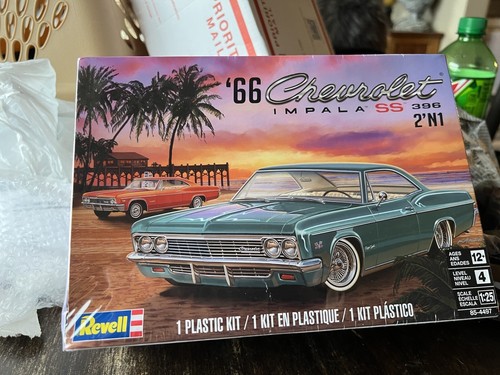 PRIORITY
MAIL
'66 Chevrolet
IMPALA SS 396
2'N1
AGES
ANS
EDADES
12+
LEVEL
NIVEAU
NIVEL
4
SCALE
ÉCHELLE
ESCALA
1:25
85-4497
Revell
1 PLASTIC KIT / 1 KIT EN PLASTIQUE / 1 KIT PLÁSTICO